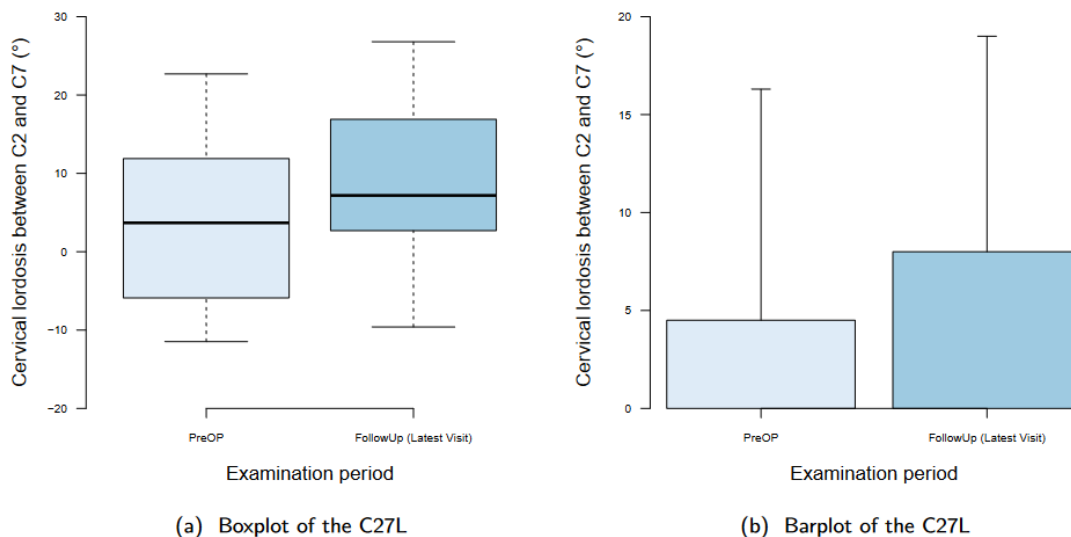 Cervical lordosis between C2 and C7 (°)
30
20
10
0
−10
−20
PreOP
FollowUp (Latest Visit)
Examination period
(a) Boxplot of the C27L
Cervical lordosis between C2 and C7 (°)
20
15
10
5
0
PreOP
FollowUp (Latest Visit)
Examination period
(b) Barplot of the C27L